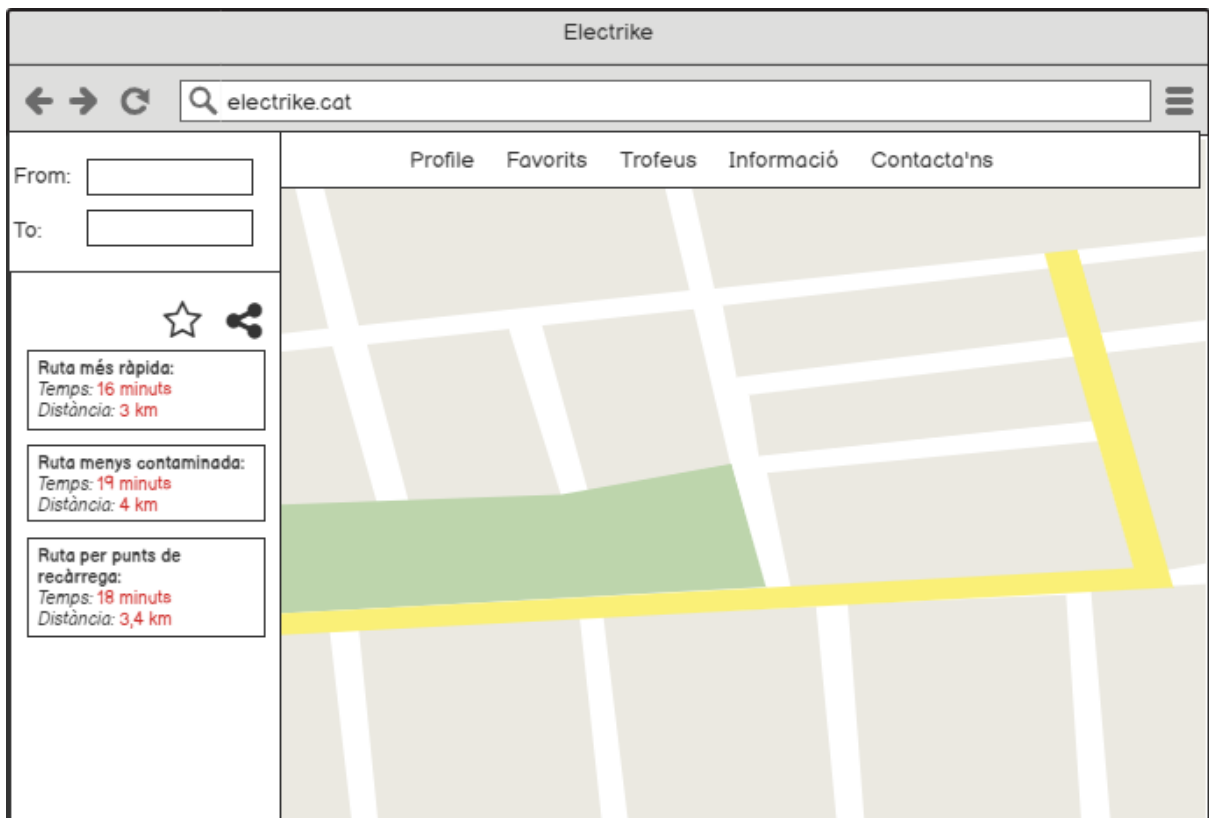 Electrike
electrike.cat
Profile Favorits Trofeus Informació Contacta'ns
From:
To:
Ruta més ràpida:
Temps: 16 minuts
Distància: 3 km
Ruta menys contaminada:
Temps: 19 minuts
Distància: 4 km
Ruta per punts de
recàrrega:
Temps: 18 minuts
Distància: 3,4 km